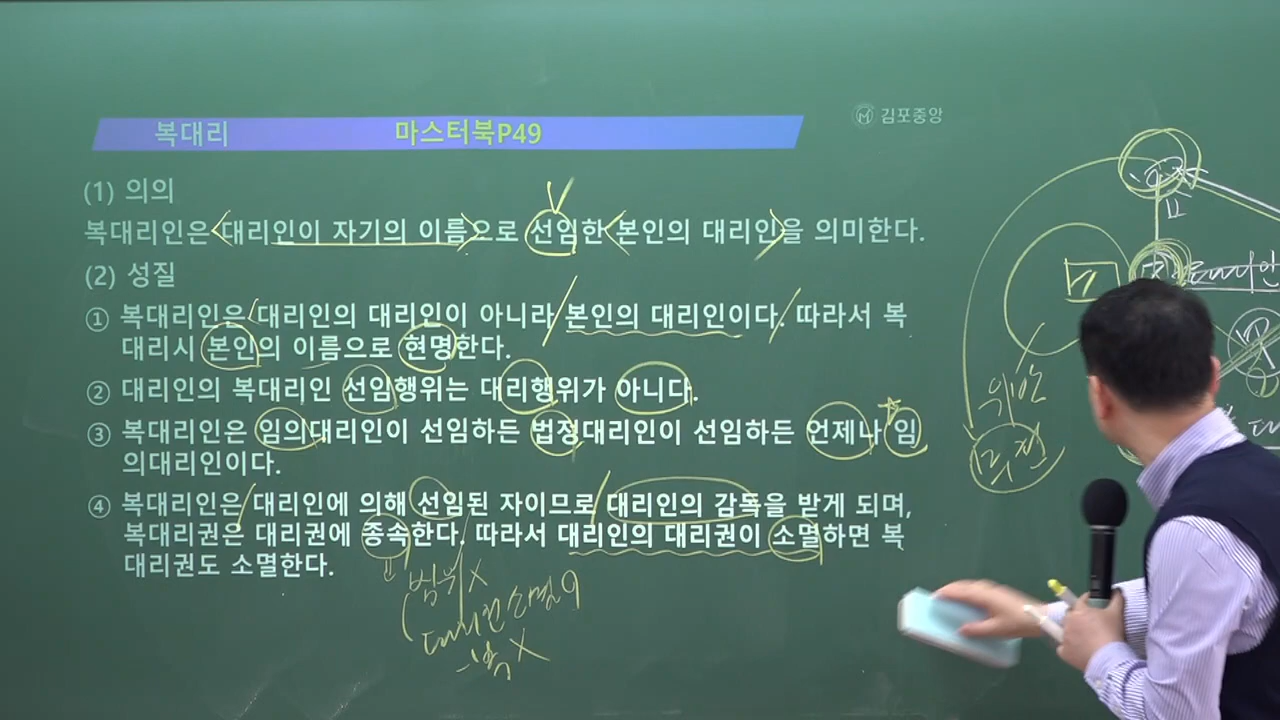 김포중앙
복대리 마스터북P49
(1) 의의
복대리인은 대리인이 자기의 이름으로 선임한 본인의 대리인을 의미한다.
(2) 성질
① 복대리인은 대리인의 대리인이 아니라 본인의 대리인이다. 따라서 복
대리시 본인의 이름으로 현명한다.
② 대리인의 복대리인 선임행위는 대리행위가 아니다.
③ 복대리인은 임의대리인이 선임하든 법정대리인이 선임하든 언제나 임
의대리인이다.
④ 복대리인은 대리인에 의해 선임된 자이므로 대리인의 감독을 받게 되며,
복대리권은 대리권에 종속한다. 따라서 대리인의 대리권이 소멸하면 복
대리권도 소멸한다.
범위 X
대리권 소멸